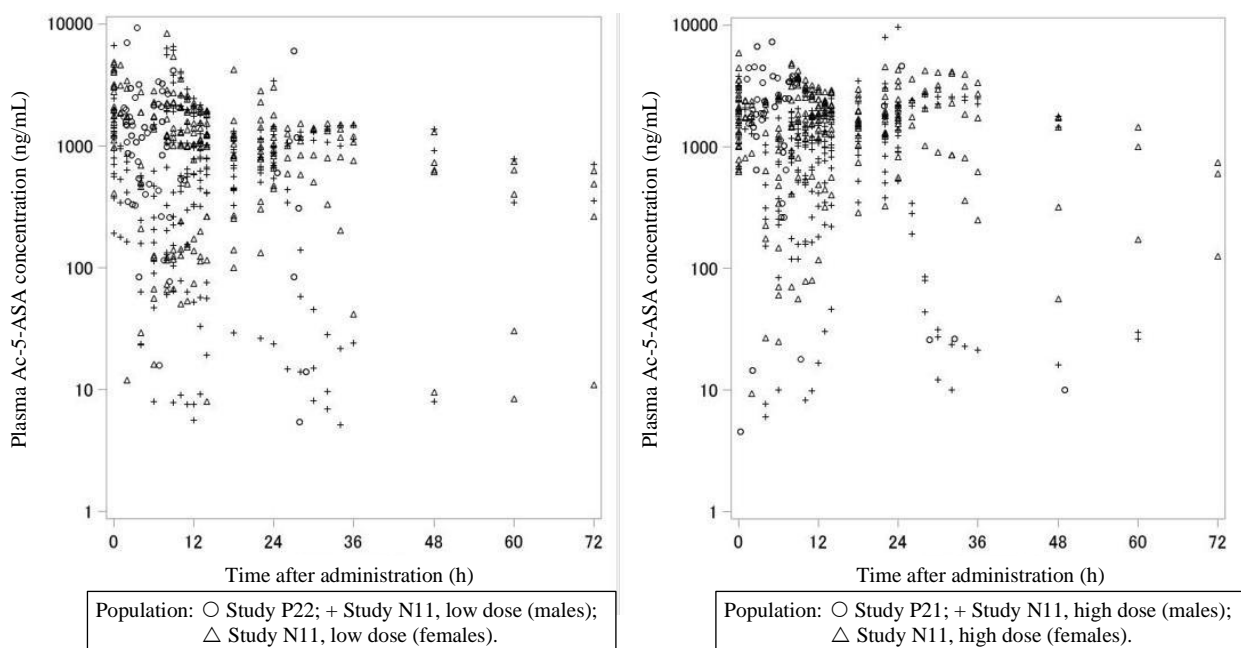 10000
1000
100
10
1
Plasma Ac-5-ASA concentration (ng/mL)
0 12 24 36 48 60 72
Time after administration (h)
Population: ○ Study P22; + Study N11, low dose (males);
△ Study N11, low dose (females).
10000
1000
100
10
1
Plasma Ac-5-ASA concentration (ng/mL)
0 12 24 36 48 60 72
Time after administration (h)
Population: ○ Study P21; + Study N11, high dose (males);
△ Study N11, high dose (females).